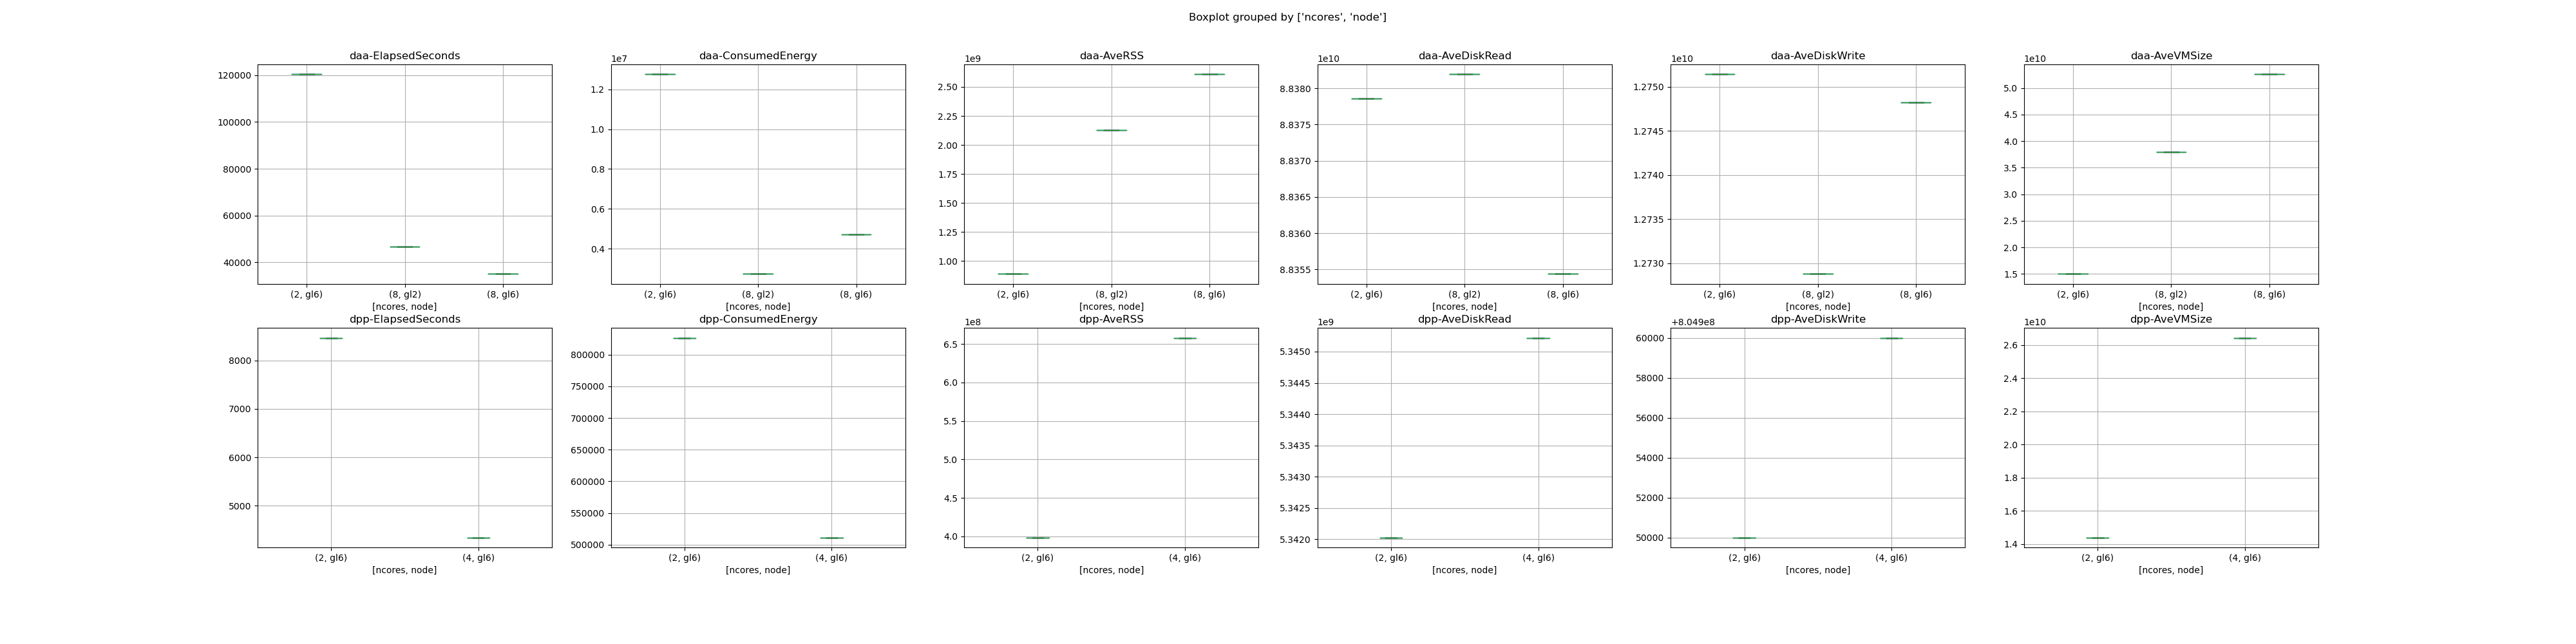 Boxplot grouped by ['ncores', 'node']
daa-ElapsedSeconds
120000
100000
80000
60000
40000
(2, gl6)
(8, gl2)
(8, gl6)
[ncores, node]
daa-ConsumedEnergy
1e7
1.2
1.0
0.8
0.6
0.4
(2, gl6)
(8, gl2)
(8, gl6)
[ncores, node]
daa-AveRSS
1e9
2.50
2.25
2.00
1.75
1.50
1.25
1.00
(2, gl6)
(8, gl2)
(8, gl6)
[ncores, node]
daa-AveDiskRead
1e10
8.8380
8.8375
8.8370
8.8365
8.8360
8.8355
(2, gl6)
(8, gl2)
(8, gl6)
[ncores, node]
daa-AveDiskWrite
1e10
1.2750
1.2745
1.2740
1.2735
1.2730
(2, gl6)
(8, gl2)
(8, gl6)
[ncores, node]
daa-AveVMSize
1e10
5.0
4.5
4.0
3.5
3.0
2.5
2.0
1.5
(2, gl6)
(8, gl2)
(8, gl6)
[ncores, node]
dpp-ElapsedSeconds
8000
7000
6000
5000
(2, gl6)
(4, gl6)
[ncores, node]
dpp-ConsumedEnergy
800000
750000
700000
650000
600000
550000
500000
(2, gl6)
(4, gl6)
[ncores, node]
dpp-AveRSS
1e8
6.5
6.0
5.5
5.0
4.5
4.0
(2, gl6)
(4, gl6)
[ncores, node]
dpp-AveDiskRead
1e9
5.3450
5.3445
5.3440
5.3435
5.3430
5.3425
5.3420
(2, gl6)
(4, gl6)
[ncores, node]
dpp-AveDiskWrite
+8.049e8
60000
58000
56000
54000
52000
50000
(2, gl6)
(4, gl6)
[ncores, node]
dpp-AveVMSize
1e10
2.6
2.4
2.2
2.0
1.8
1.6
1.4
(2, gl6)
(4, gl6)
[ncores, node]